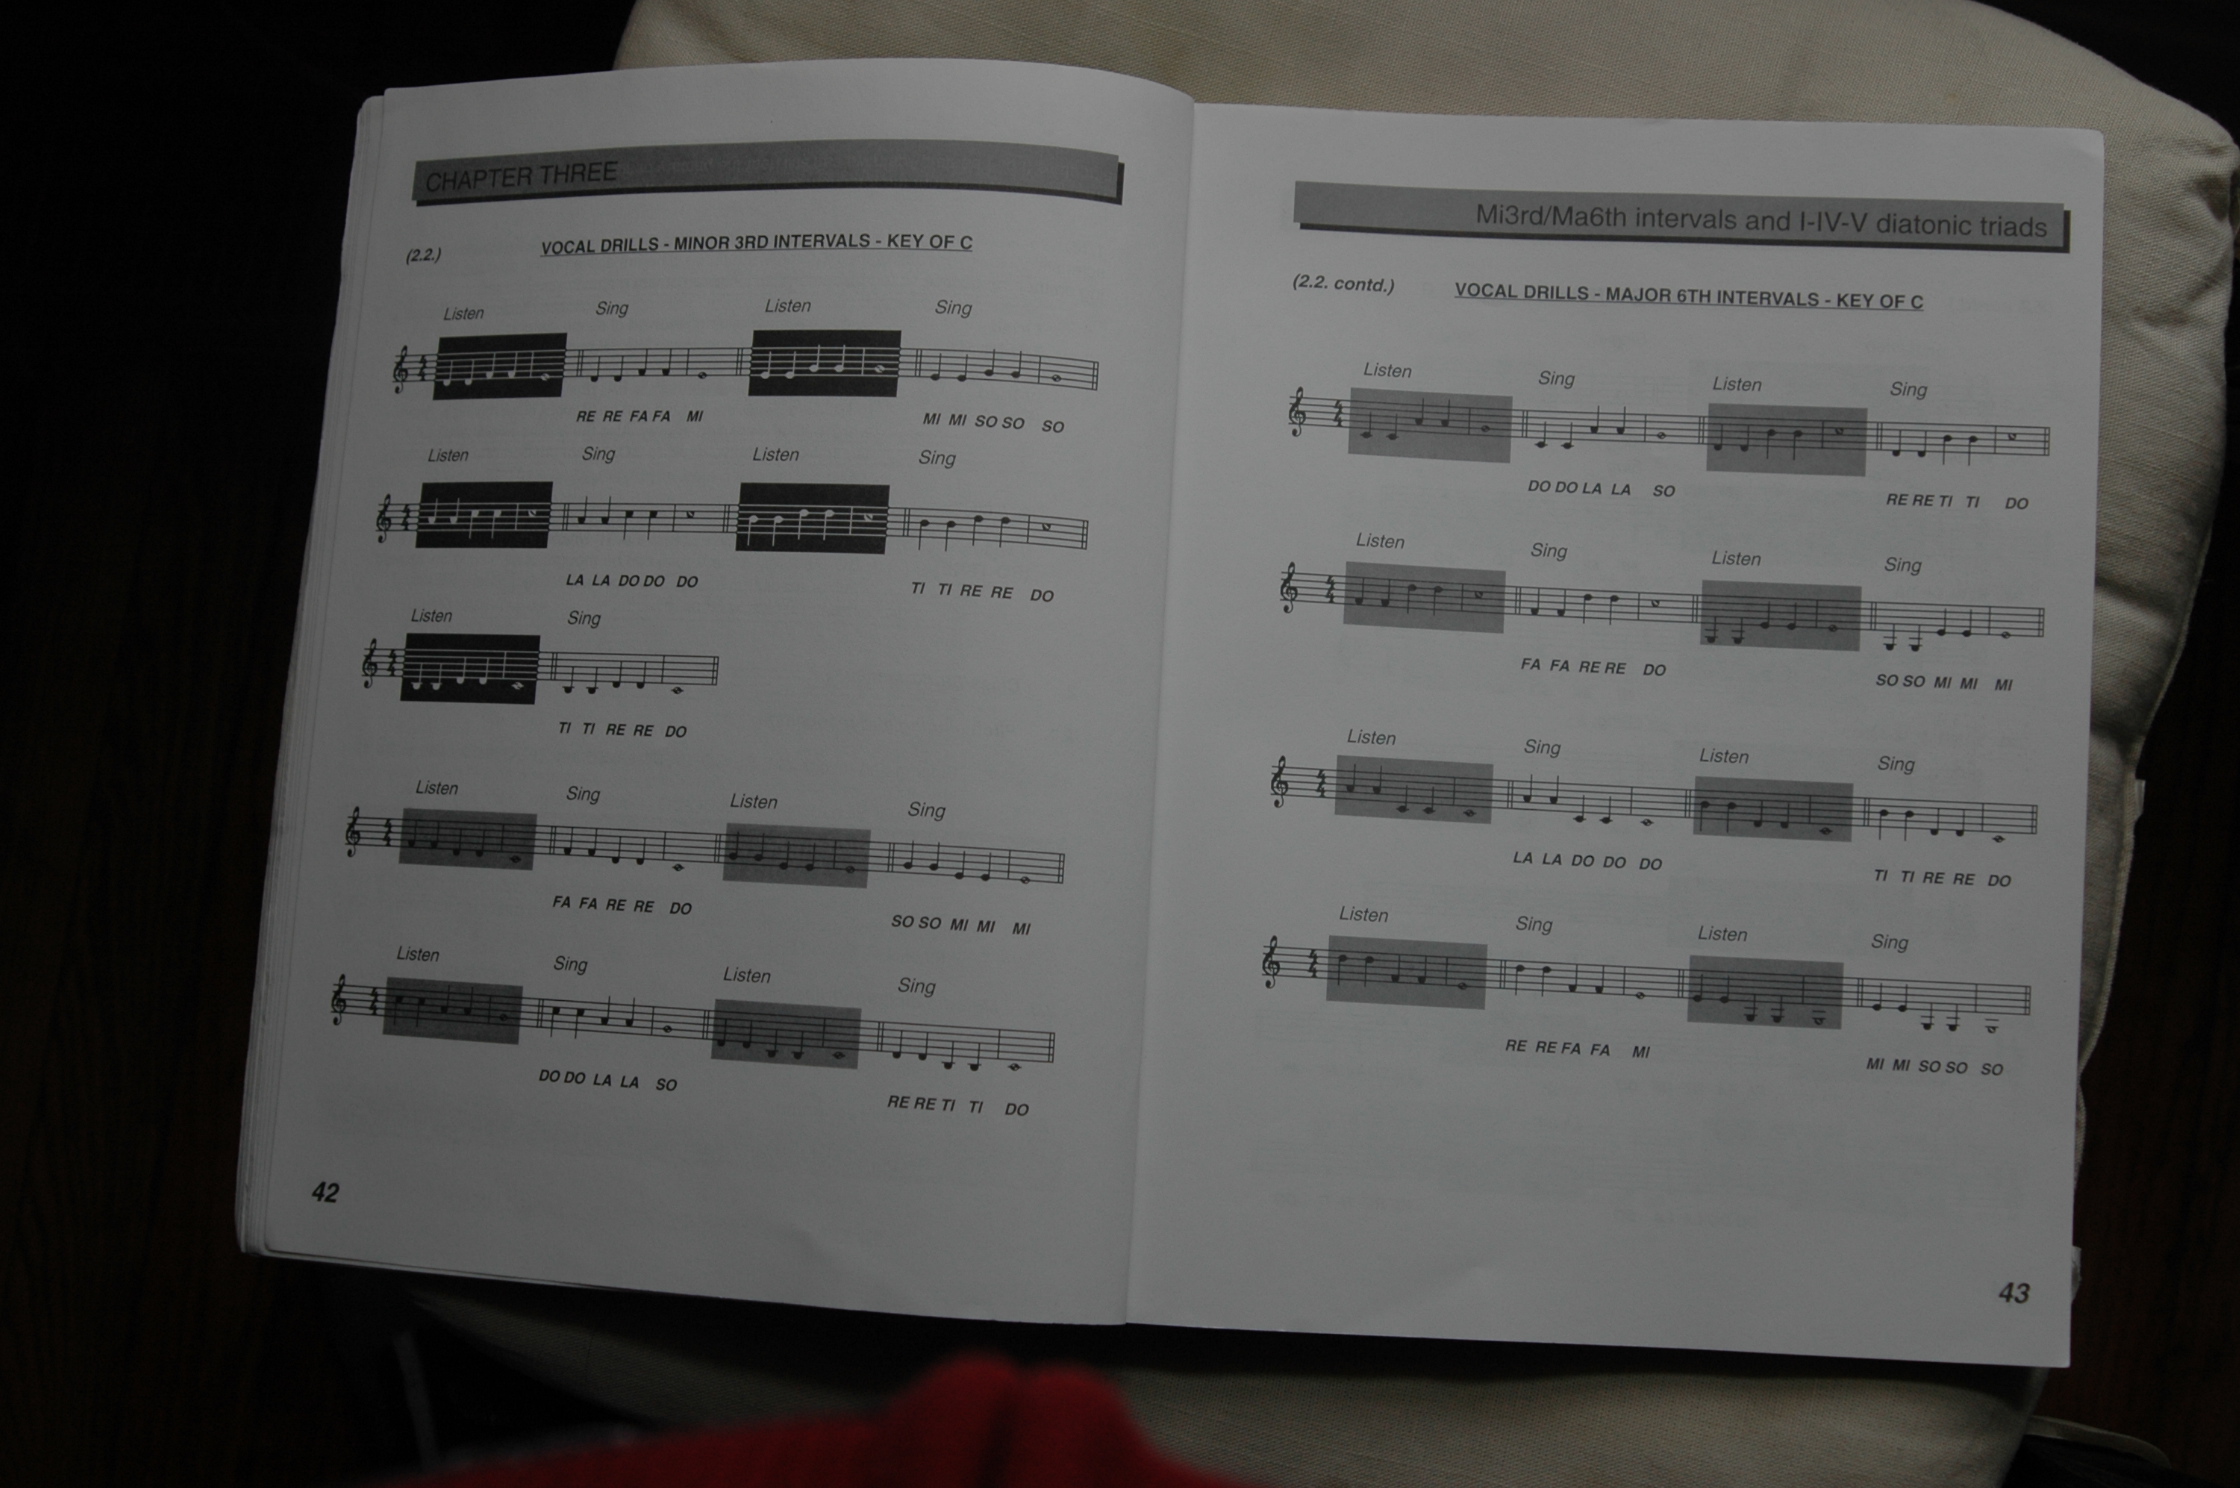 CHAPTER THREE
(2.2.) VOCAL DRILLS - MINOR 3RD INTERVALS - KEY OF C
Listen Sing Listen Sing
RE RE FA FA MI MI MI SO SO SO
Listen Sing Listen Sing
LA LA DO DO DO TI TI RE RE DO
Listen Sing
TI TI RE RE DO
Listen Sing Listen Sing
FA FA RE RE DO SO SO MI MI MI
Listen Sing Listen Sing
DO DO LA LA SO RE RE TI TI DO
42
Mi3rd/Ma6th intervals and I-IV-V diatonic triads
(2.2. contd.) VOCAL DRILLS - MAJOR 6TH INTERVALS - KEY OF C
Listen Sing Listen Sing
DO DO LA LA SO RE RE TI TI DO
Listen Sing Listen Sing
FA FA RE RE DO SO SO MI MI MI
Listen Sing Listen Sing
LA LA DO DO DO TI TI RE RE DO
Listen Sing Listen Sing
RE RE FA FA MI MI MI SO SO SO
43